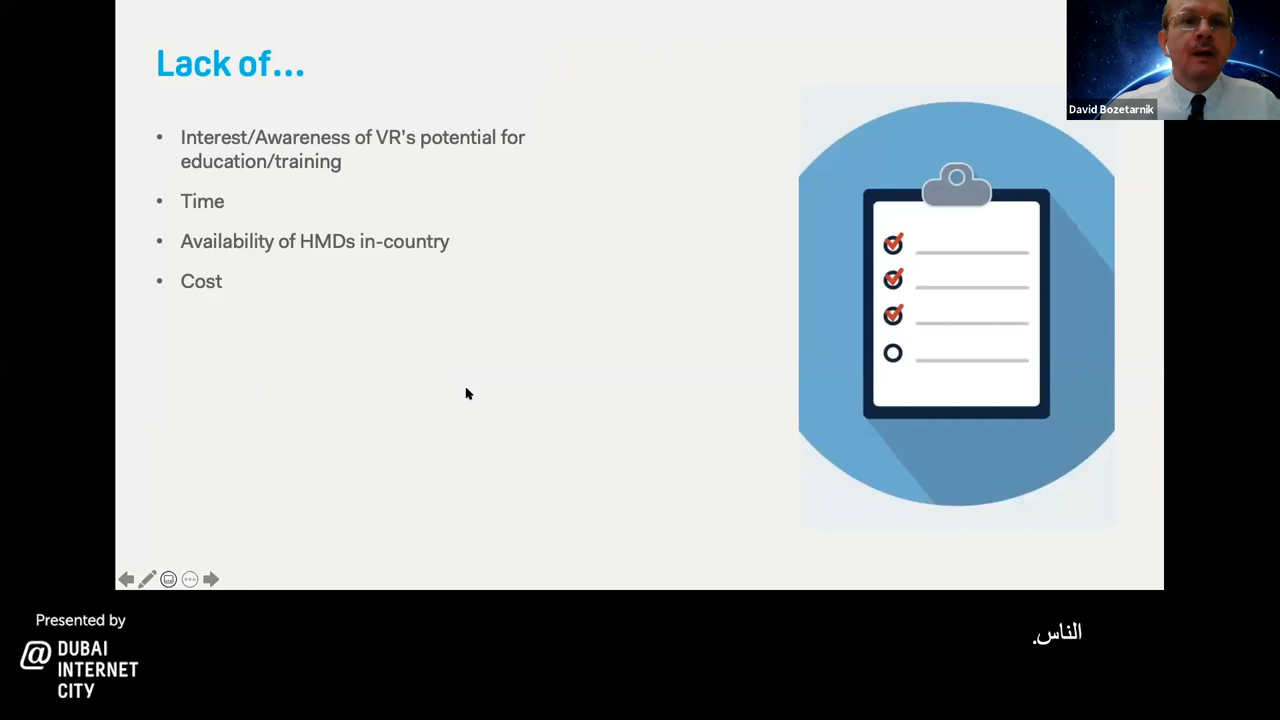 Lack of...
• Interest/Awareness of VR's potential for
education/training
• Time
• Availability of HMDs in-country
• Cost
David Bozetarnik
Presented by
@ DUBAI
INTERNET
CITY
الناس.